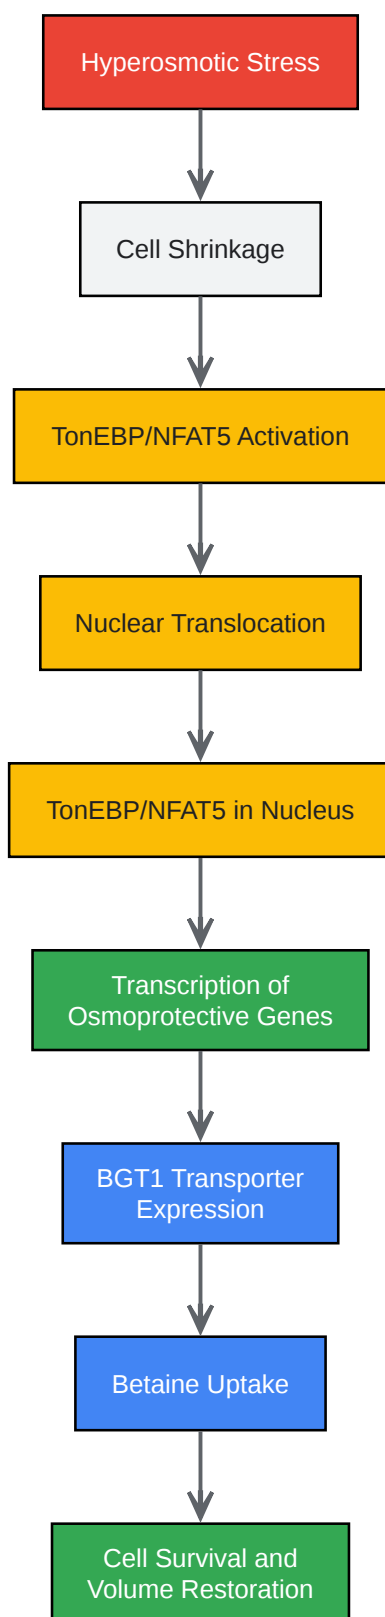 Hyperosmotic Stress
Cell Shrinkage
TonEBP/NFAT5 Activation
Nuclear Translocation
TonEBP/NFAT5 in Nucleus
Transcription of
Osmoprotective Genes
BGT1 Transporter
Expression
Betaine Uptake
Cell Survival and
Volume Restoration